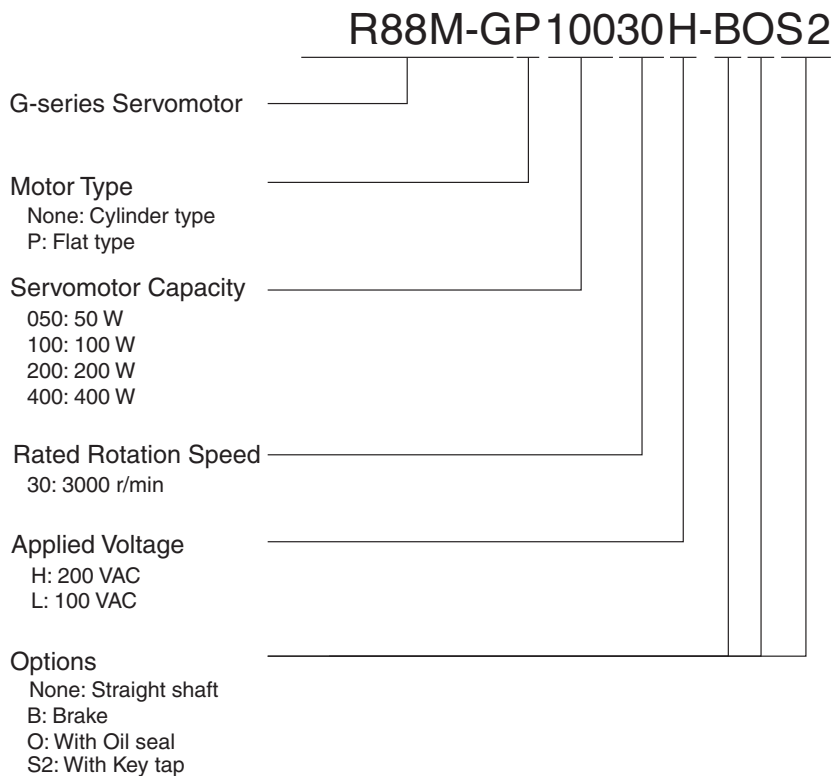 R88M-GP10030H-BOS2
G-series Servomotor
Motor Type
None: Cylinder type
P: Flat type
Servomotor Capacity
050: 50 W
100: 100 W
200: 200 W
400: 400 W
Rated Rotation Speed
30: 3000 r/min
Applied Voltage
H: 200 VAC
L: 100 VAC
Options
None: Straight shaft
B: Brake
O: With Oil seal
S2: With Key tap